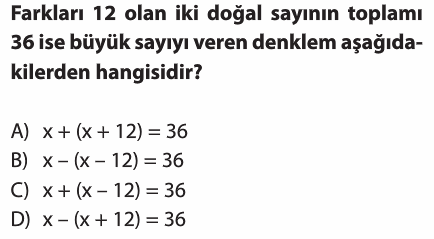 Farkları 12 olan iki doğal sayının toplamı
36 ise büyük sayıyı veren denklem aşağıda-
kilerden hangisidir?
A) x + (x + 12) = 36
B) x – (x – 12) = 36
C) x + (x – 12) = 36
D) x – (x + 12) = 36